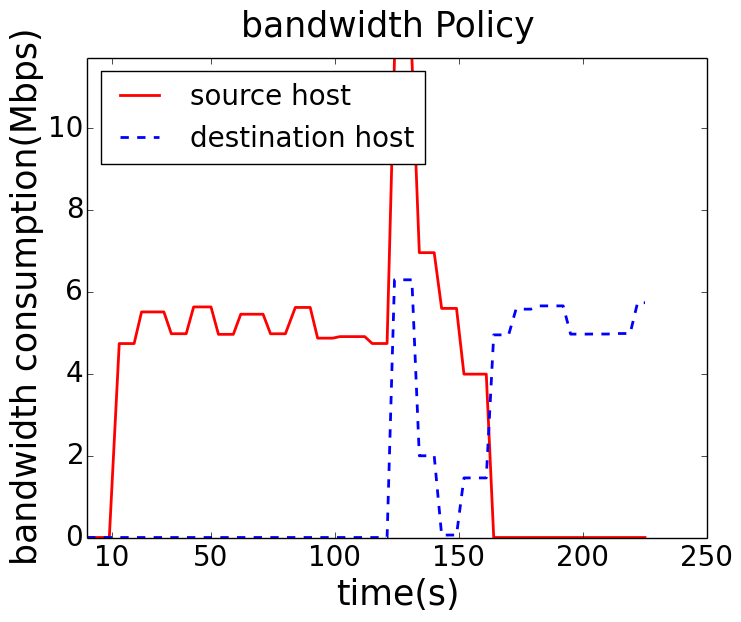 bandwidth Policy
source host
destination host
bandwidth consumption(Mbps)
10
8
6
4
2
0
10 50 100 150 200 250
time(s)